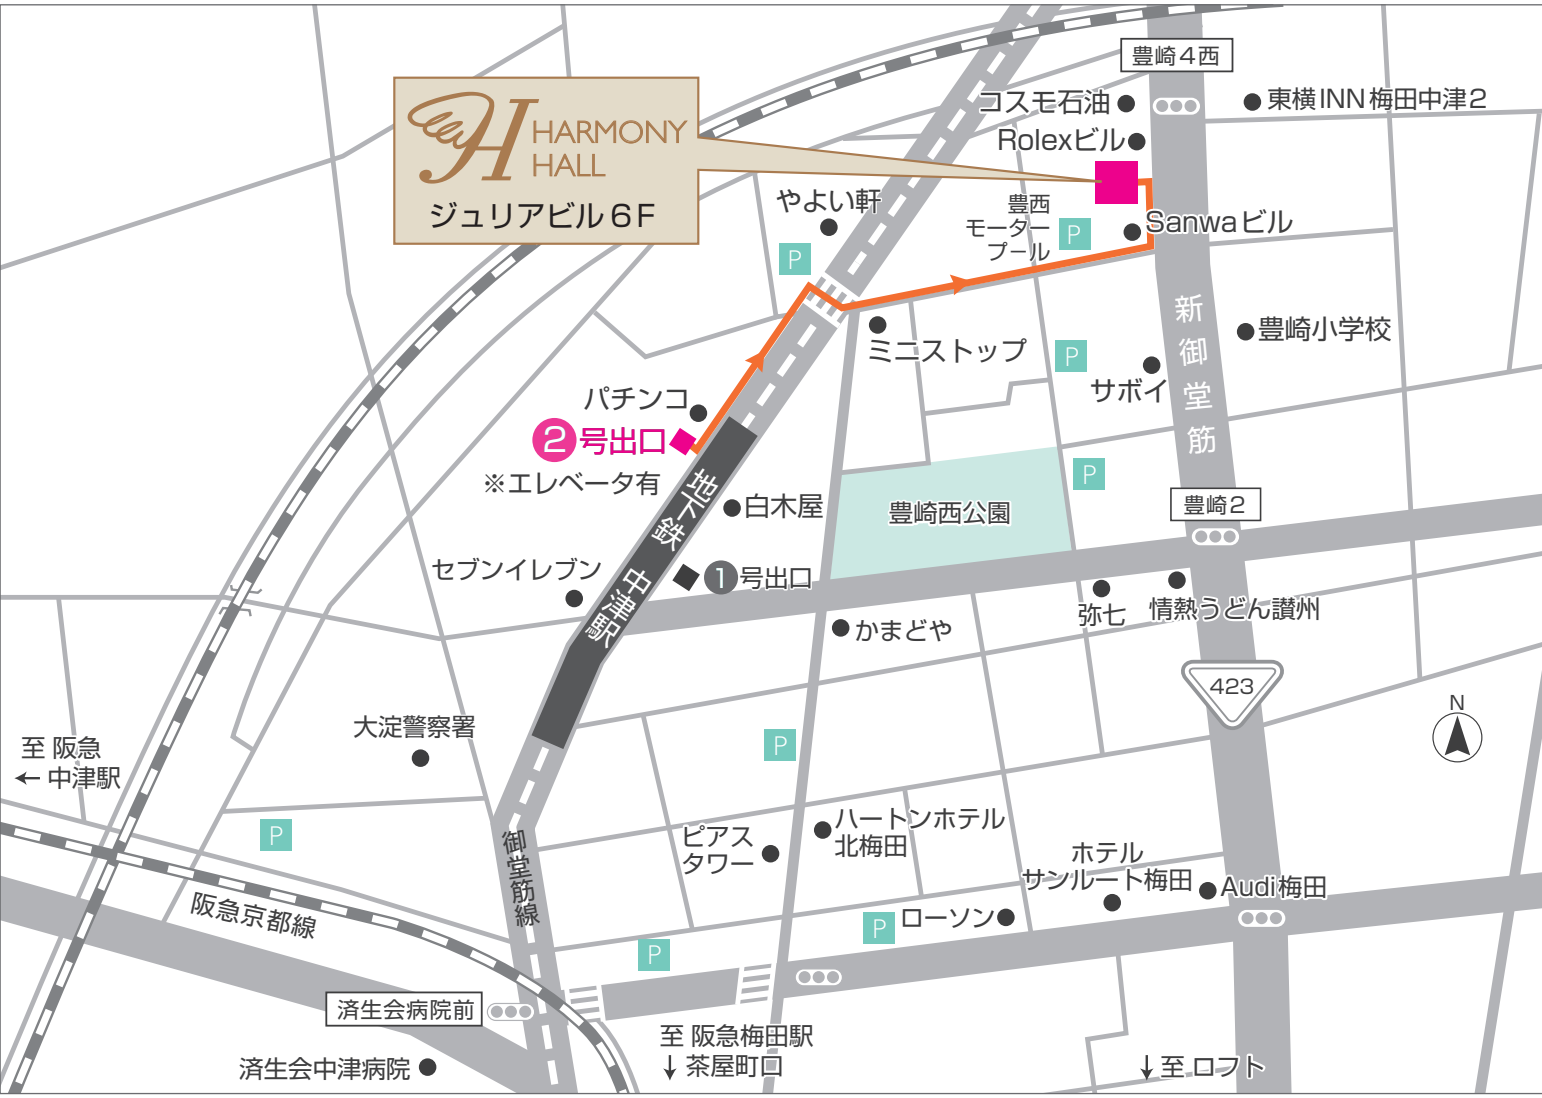 豊崎4西
コスモ石油
東横INN梅田中津2
Rolexビル
HARMONY
HALL
ジュリアビル6F
やよい軒
豊西
モーター
プール
P
Sanwaビル
P
新御堂筋
豊崎小学校
ミニストップ
P
サボイ
パチンコ
2号出口
※エレベータ有
地下鉄 中津駅
白木屋
P
豊崎西公園
豊崎2
セブンイレブン
1号出口
弥七
情熱うどん讃州
かまどや
423
N
大淀警察署
至 阪急
← 中津駅
P
P
御堂筋線
ピアス
タワー
ハートンホテル
北梅田
ホテル
サンルート梅田
Audi梅田
阪急京都線
P
ローソン
P
済生会病院前
至 阪急梅田駅
↓ 茶屋町口
済生会中津病院
↓至 ロフト